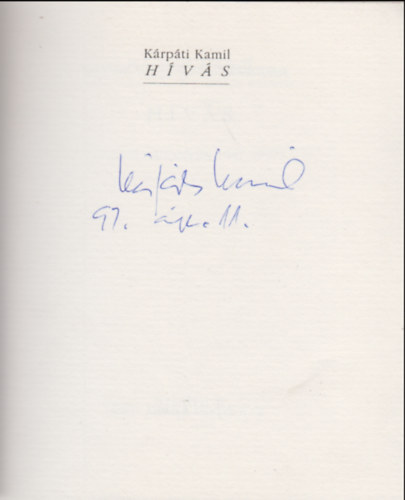 Kárpáti Kamil
HÍVÁS
Kárpáti Kamil
97. ápr. 11.